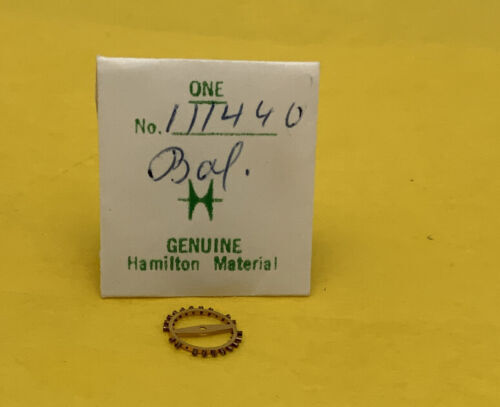 ONE
No. 111440
Bal.
GENUINE
Hamilton Material